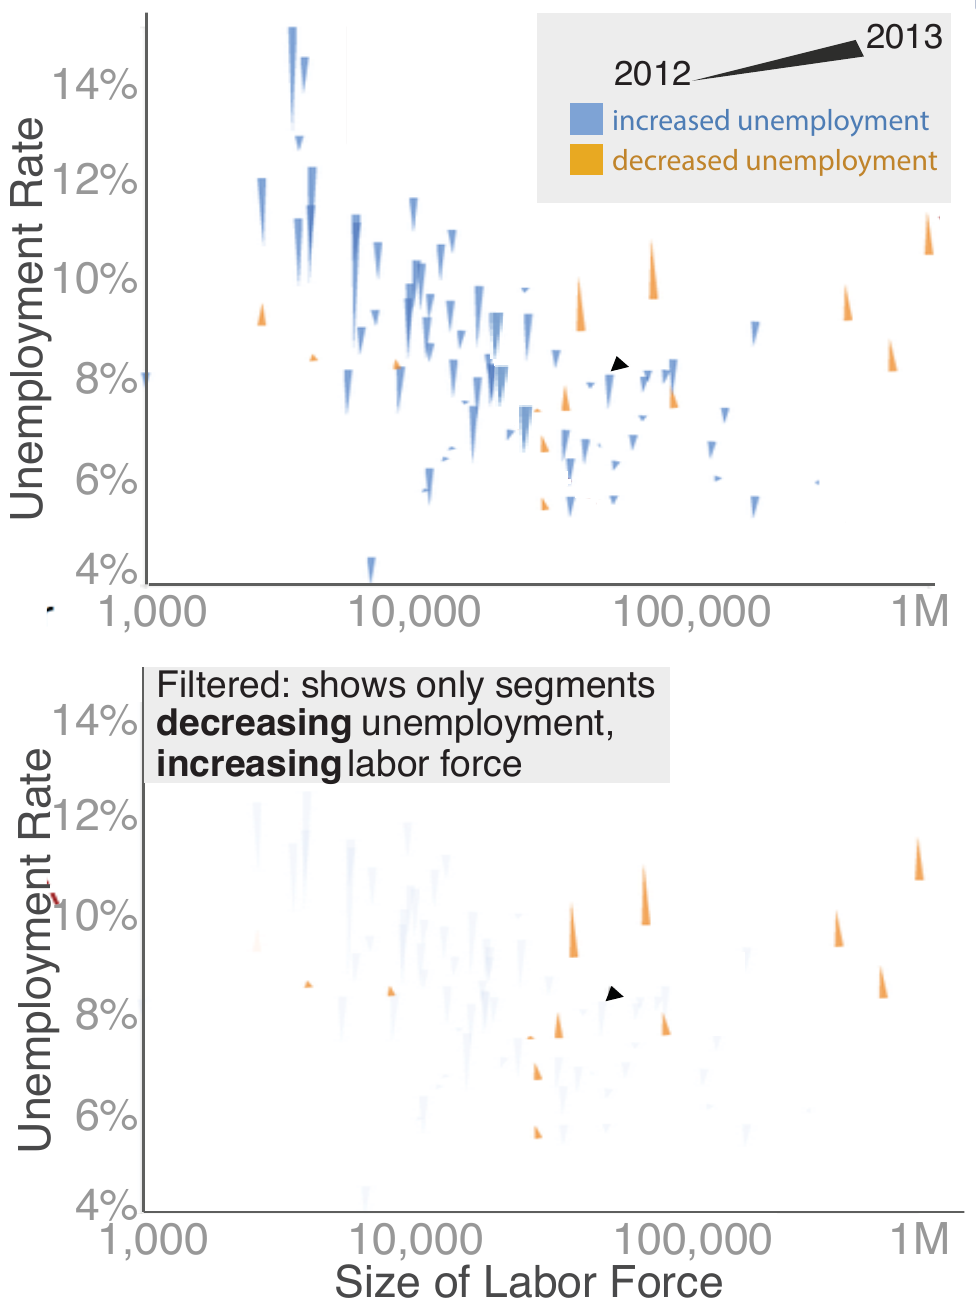 2013
2012
increased unemployment
decreased unemployment
Unemployment Rate
14%
12%
10%
8%
6%
4%
1,000
10,000
100,000
1M
Filtered: shows only segments
decreasing unemployment,
increasing labor force
Unemployment Rate
14%
12%
10%
8%
6%
4%
1,000
10,000
100,000
1M
Size of Labor Force